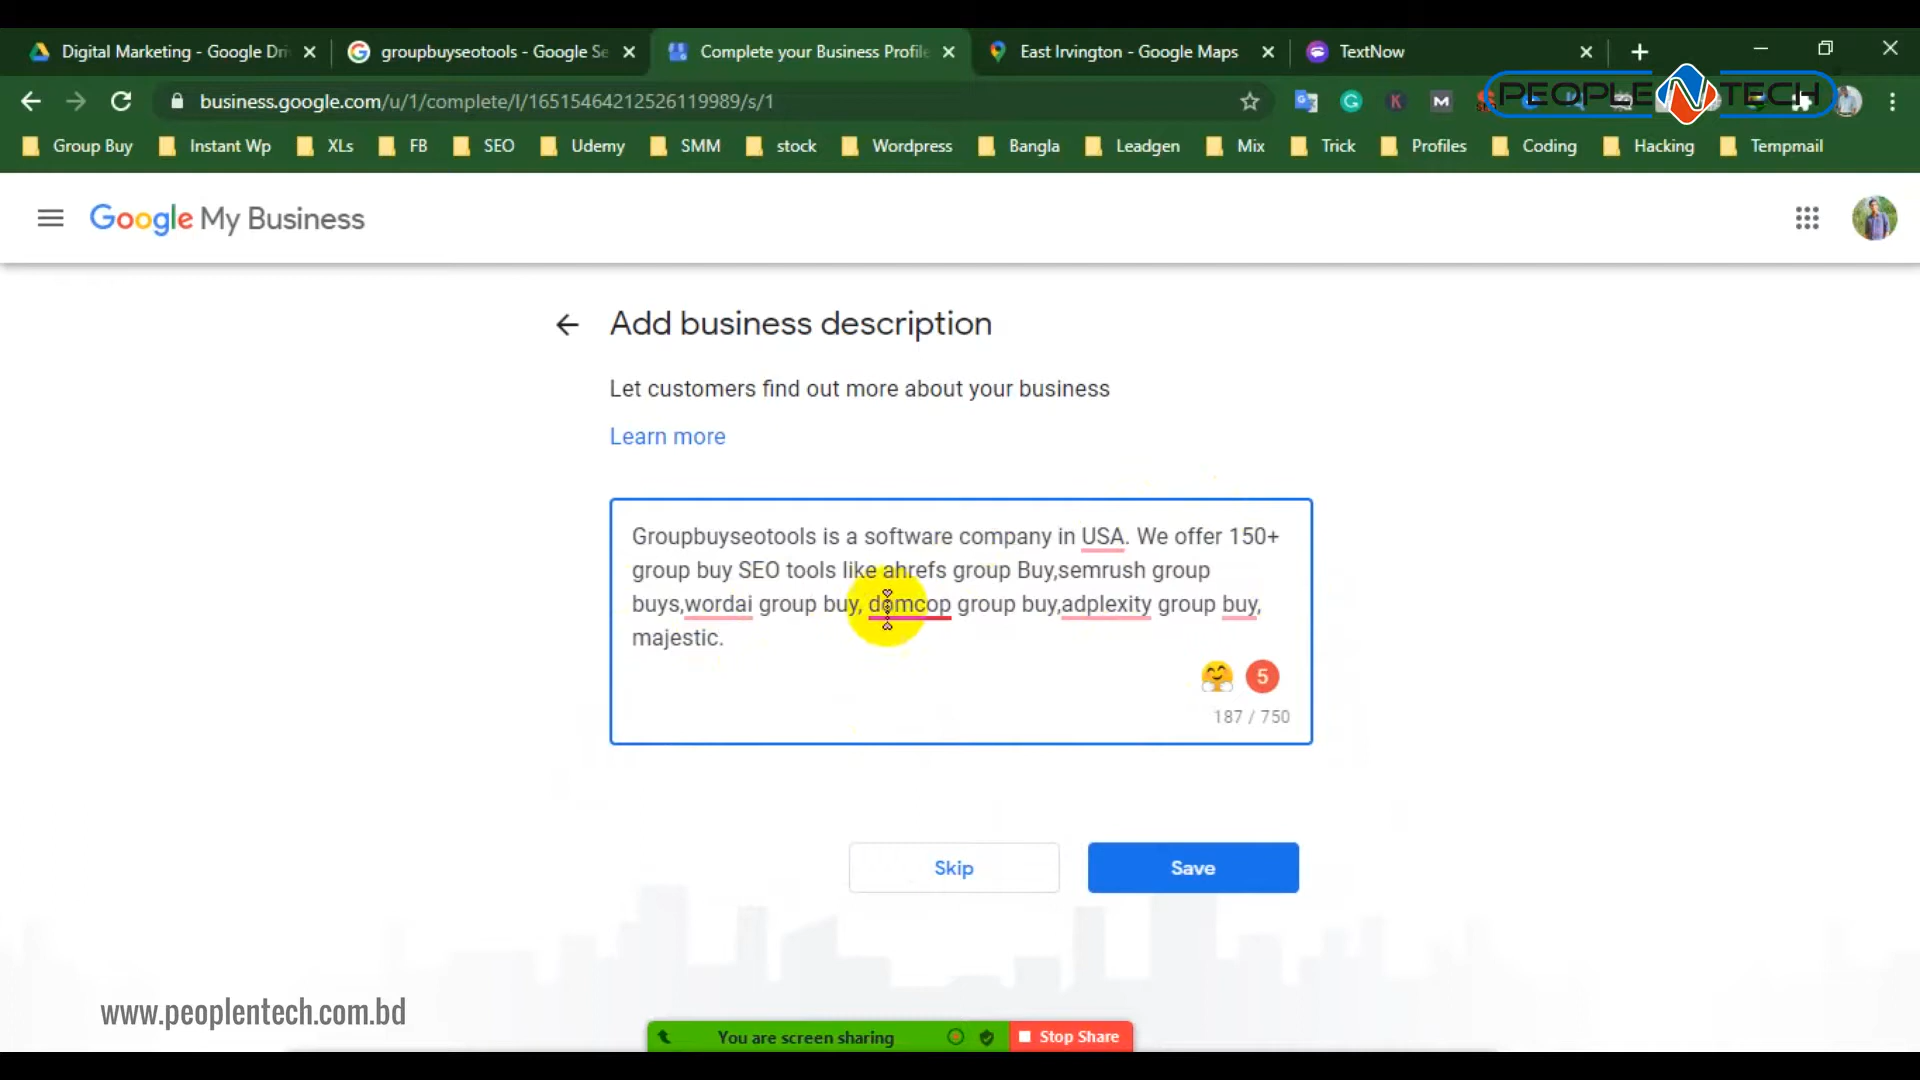 Digital Marketing - Google Dri
groupbuyseotools - Google Se
Complete your Business Profile
East Irvington - Google Maps
TextNow
business.google.com/u/1/complete/l/16515464212526119989/s/1
PEOPLE N TECH
Group Buy
Instant Wp
XLs
FB
SEO
Udemy
SMM
stock
Wordpress
Bangla
Leadgen
Mix
Trick
Profiles
Coding
Hacking
Tempmail
Google My Business
Add business description
Let customers find out more about your business
Learn more
Groupbuyseotools is a software company in USA. We offer 150+
group buy SEO tools like ahrefs group Buy,semrush group
buys,wordai group buy, domcop group buy,adplexity group buy,
majestic.
5
187 / 750
Skip
Save
www.peoplentech.com.bd
You are screen sharing
Stop Share